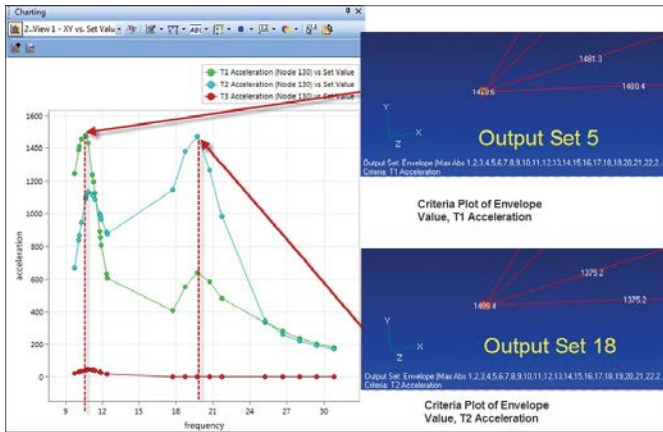 Charting
2..View 1 - XY vs. Set Valu
T1 Acceleration (Node 130) vs Set Value
T2 Acceleration (Node 130) vs Set Value
T3 Acceleration (Node 130) vs Set Value
1600
1400
1200
1000
800
600
400
200
0
acceleration
9
12
15
18
21
24
27
30
33
frequency
1481.3
1480.4
Y
Z
X
Output Set 5
Output Set: Envelope (Max Abs 1,2,3,4,5,6,7,8,9,10,11,12,13,14,15,16,17,18,19,20,21,22,2
Criteria: T1 Acceleration
Criteria Plot of Envelope
Value, T1 Acceleration
1375.2
1375.2
Y
Z
X
Output Set 18
Output Set: Envelope (Max Abs 1,2,3,4,5,6,7,8,9,10,11,12,13,14,15,16,17,18,19,20,21,22,2
Criteria: T2 Acceleration
Criteria Plot of Envelope
Value, T2 Acceleration